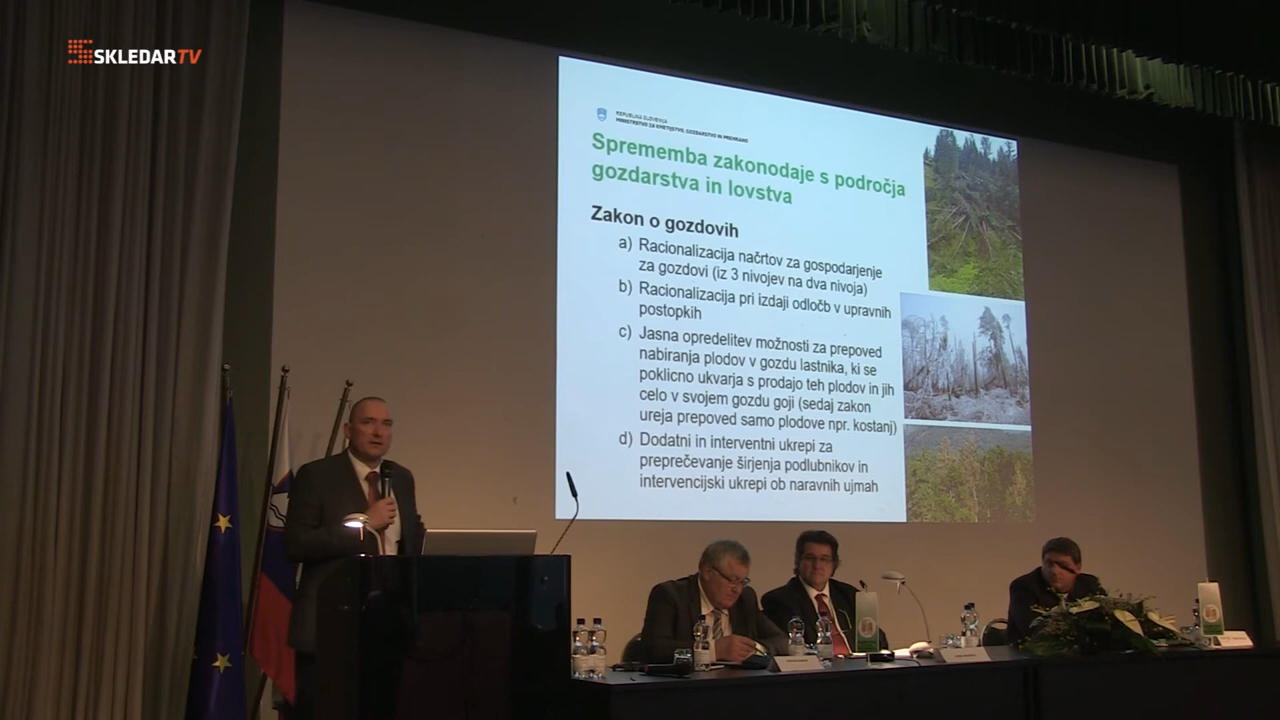 SKLEDARTV
REPUBLIKA SLOVENIJA
MINISTRSTVO ZA KMETIJSTVO, GOZDARSTVO IN PREHRANO
Sprememba zakonodaje s področja
gozdarstva in lovstva
Zakon o gozdovih
a) Racionalizacija načrtov za gospodarjenje
za gozdovi (iz 3 nivojev na dva nivoja)
b) Racionalizacija pri izdaji odločb v upravnih
postopkih
c) Jasna opredelitev možnosti za prepoved
nabiranja plodov v gozdu lastnika, ki se
poklicno ukvarja s prodajo teh plodov in jih
celo v svojem gozdu goji (sedaj zakon
ureja prepoved samo plodove npr. kostanj)
d) Dodatni in interventni ukrepi za
preprečevanje širjenja podlubnikov in
intervencijski ukrepi ob naravnih ujmah